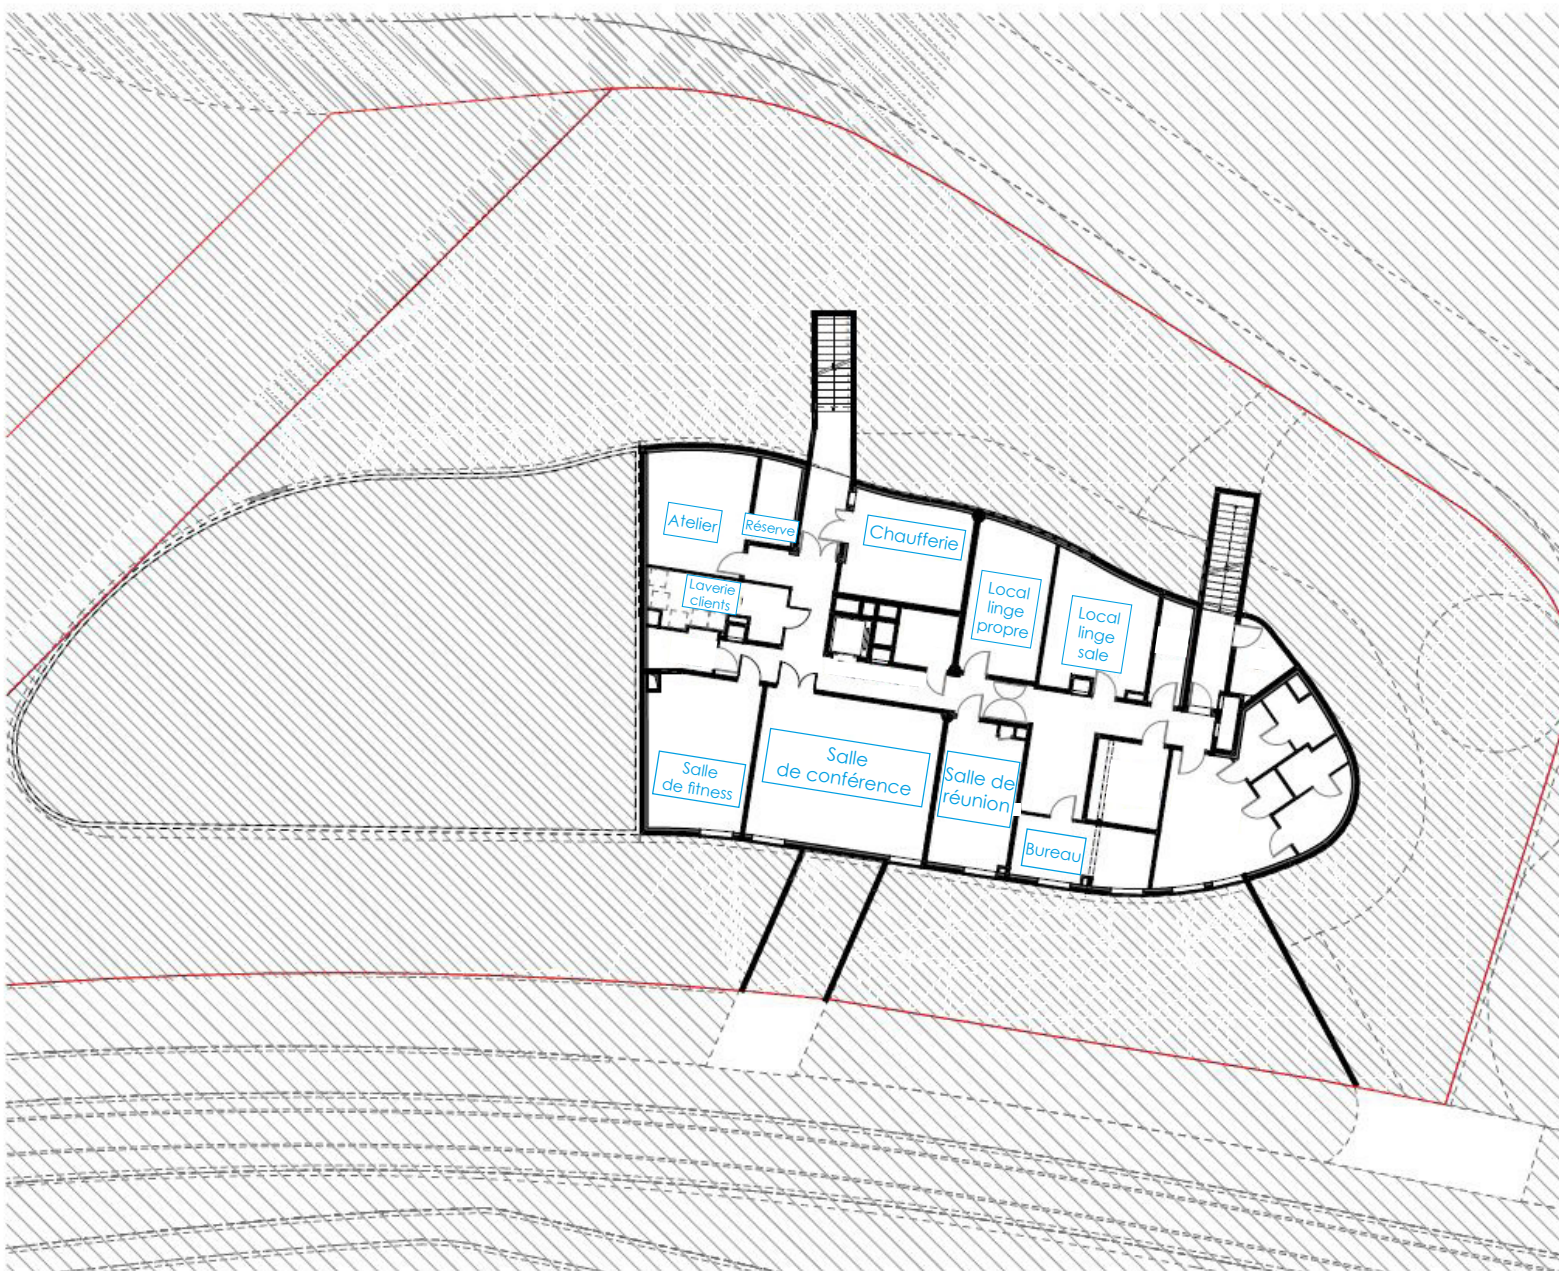 Atelier
Réserve
Chaufferie
Laverie
clients
Local
linge
propre
Local
linge
sale
Salle
de fitness
Salle
de conférence
Salle de
réunion
Bureau